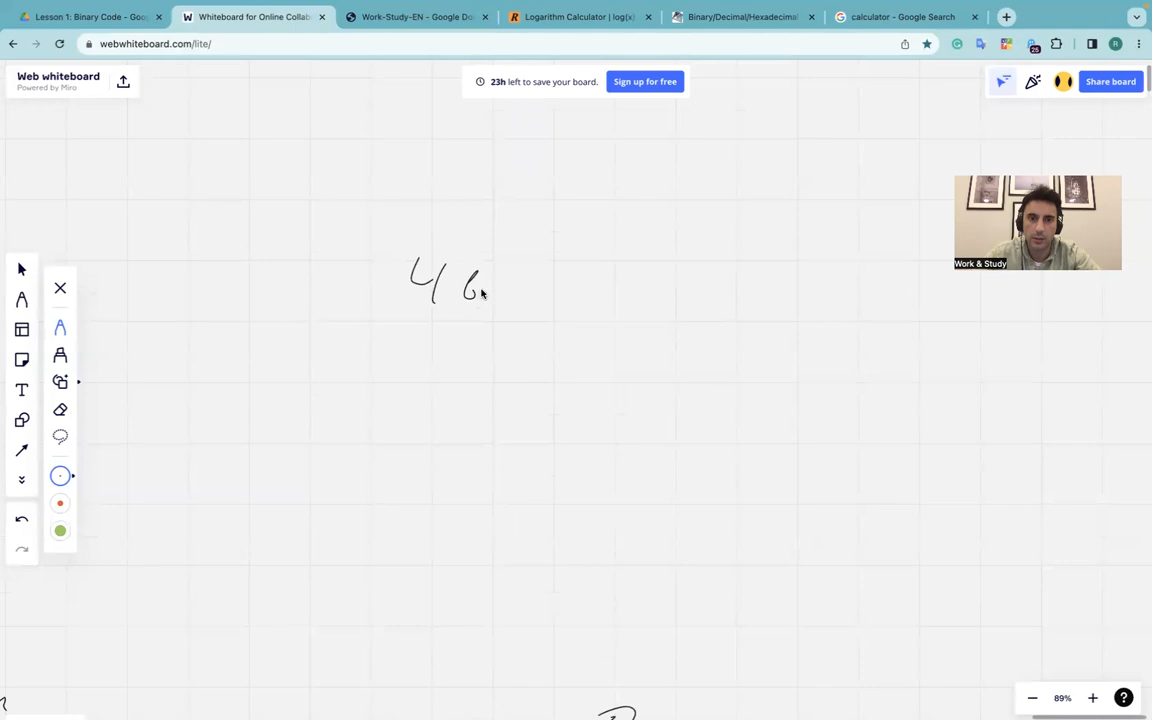 Lesson 1: Binary Code - Goo
Whiteboard for Online Collab
Work-Study-EN - Google Do
Logarithm Calculator | log(x)
Binary/Decimal/Hexadecimal
calculator - Google Search
webwhiteboard.com/lite/
25
R
Web whiteboard
Powered by Miro
23h left to save your board.
Sign up for free
Share board
Work & Study
4 b
T
89%
?